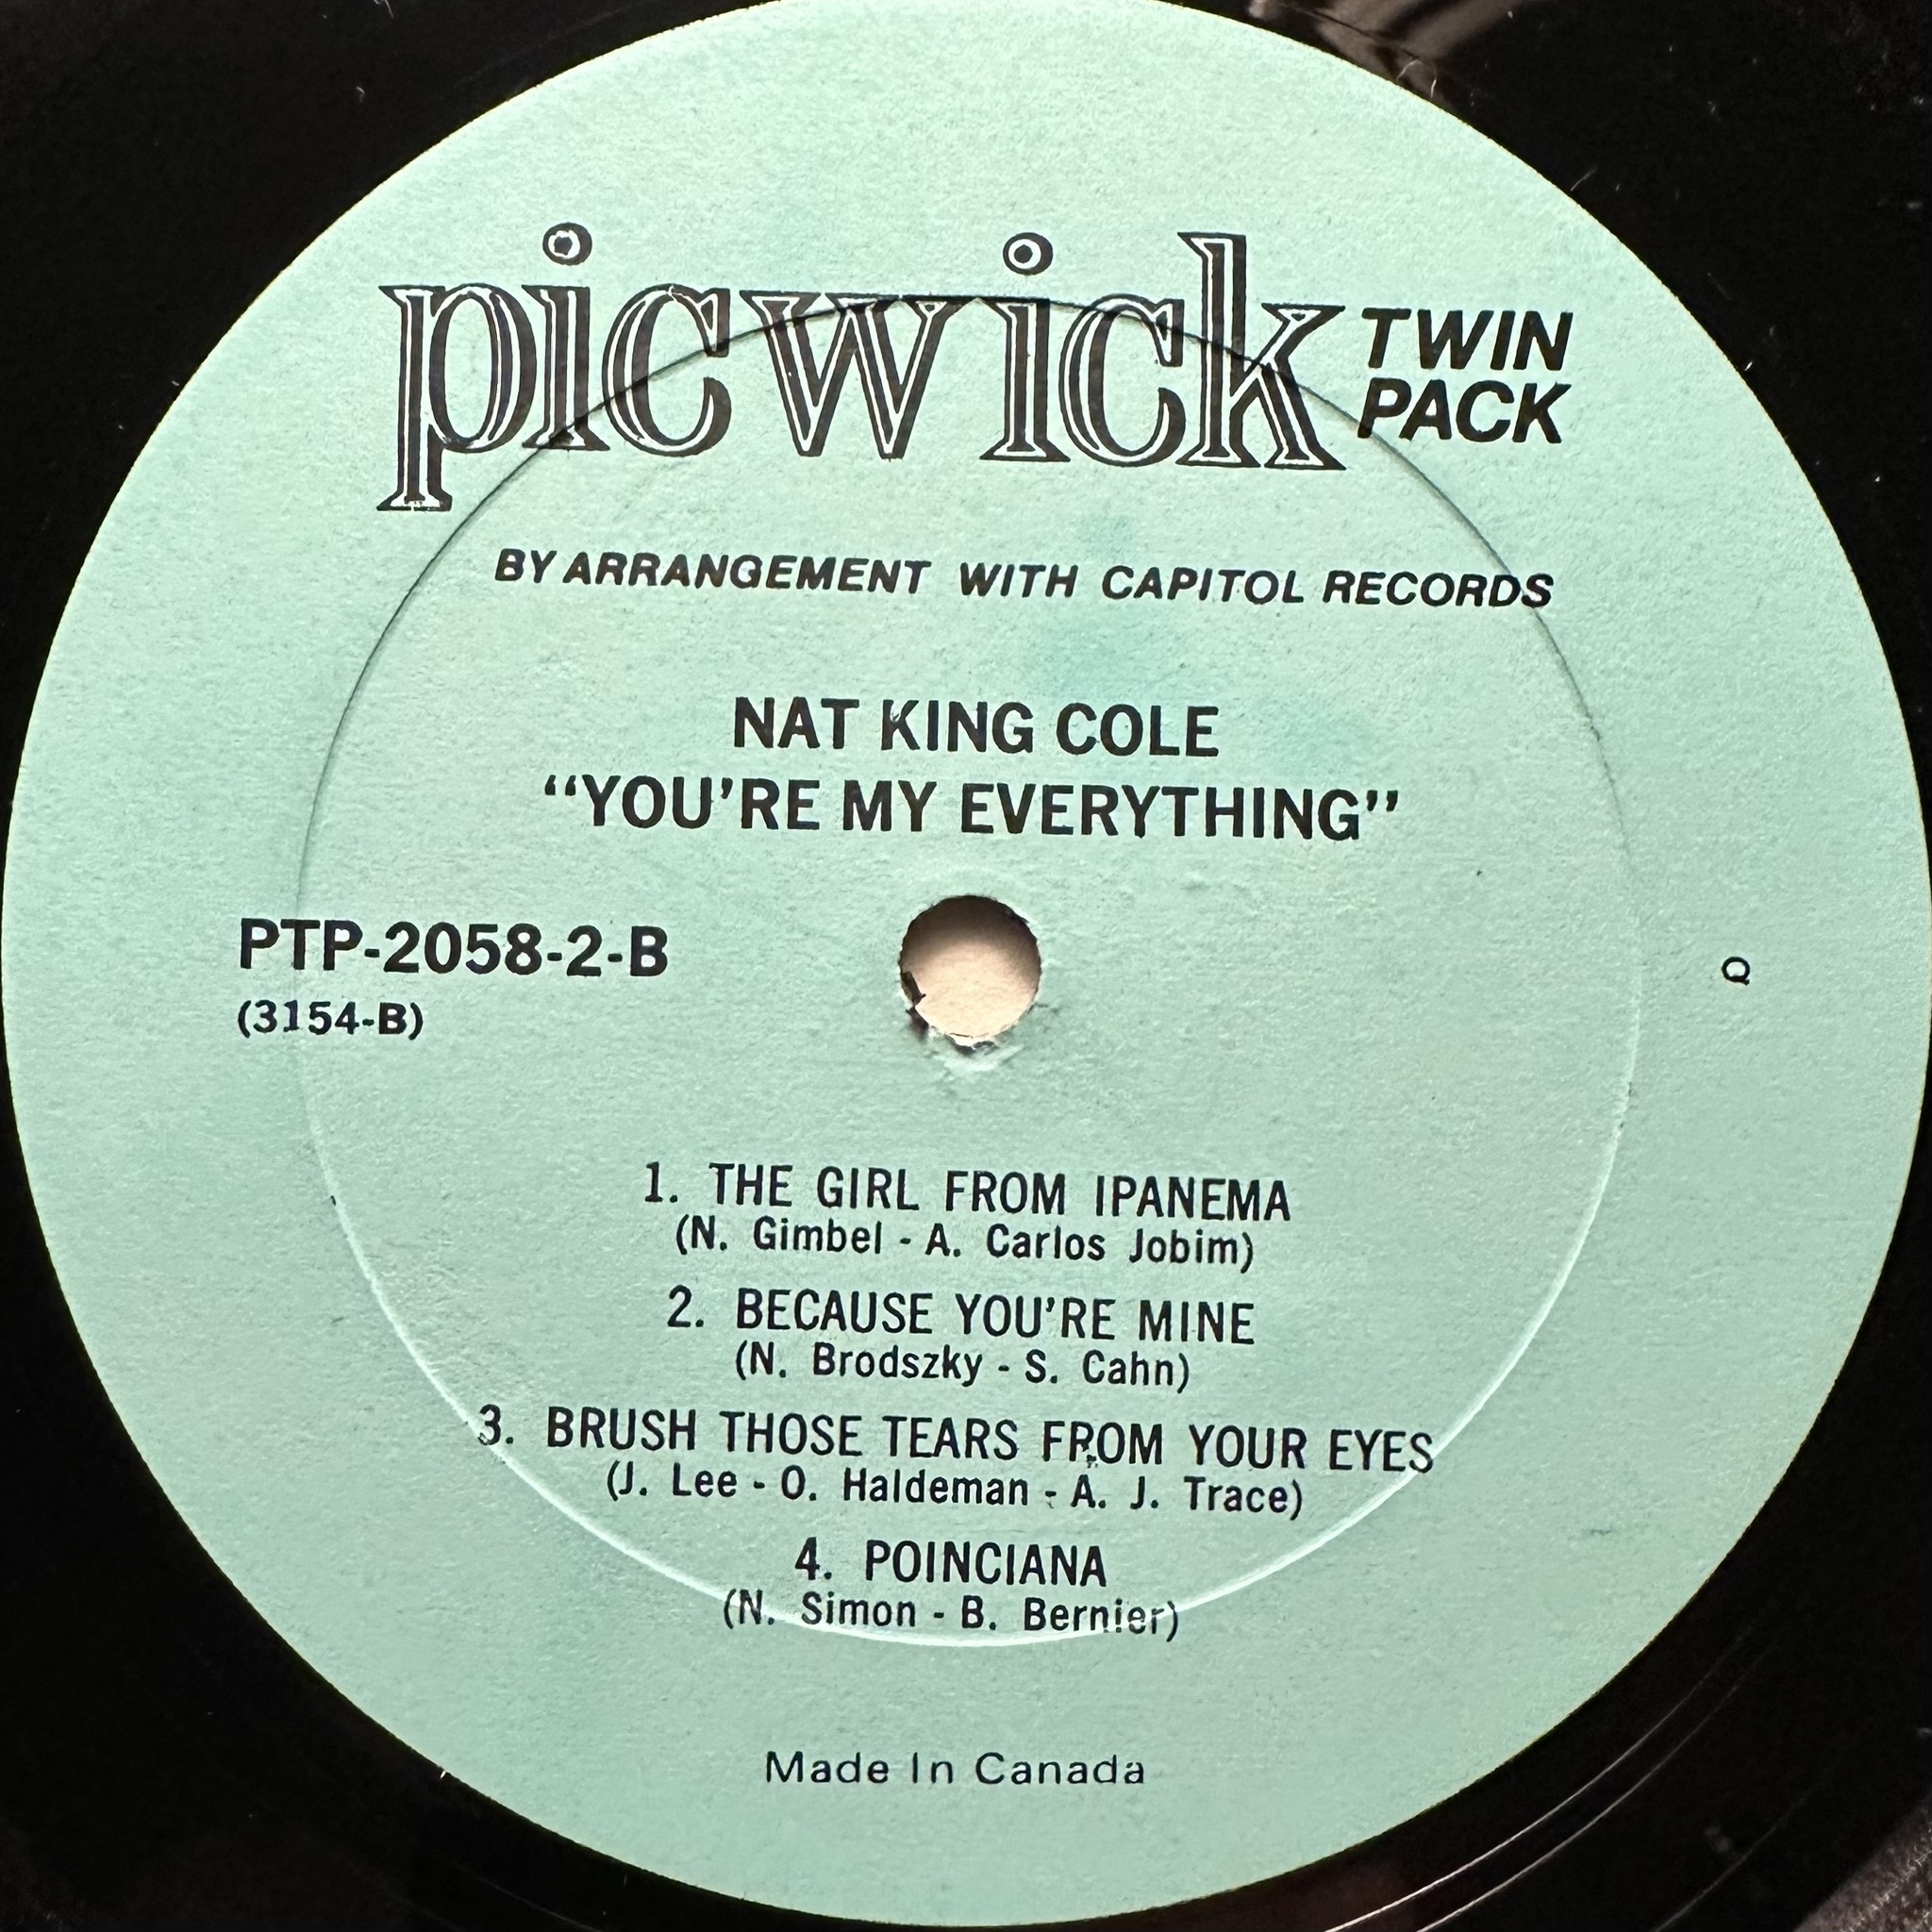 picwick TWIN PACK
BY ARRANGEMENT WITH CAPITOL RECORDS
NAT KING COLE
“YOU'RE MY EVERYTHING”
PTP-2058-2-B
(3154-B)
Q
1. THE GIRL FROM IPANEMA
(N. Gimbel - A. Carlos Jobim)
2. BECAUSE YOU'RE MINE
(N. Brodszky - S. Cahn)
3. BRUSH THOSE TEARS FROM YOUR EYES
(J. Lee - O. Haldeman - A. J. Trace)
4. POINCIANA
(N. Simon - B. Bernier)
Made In Canada